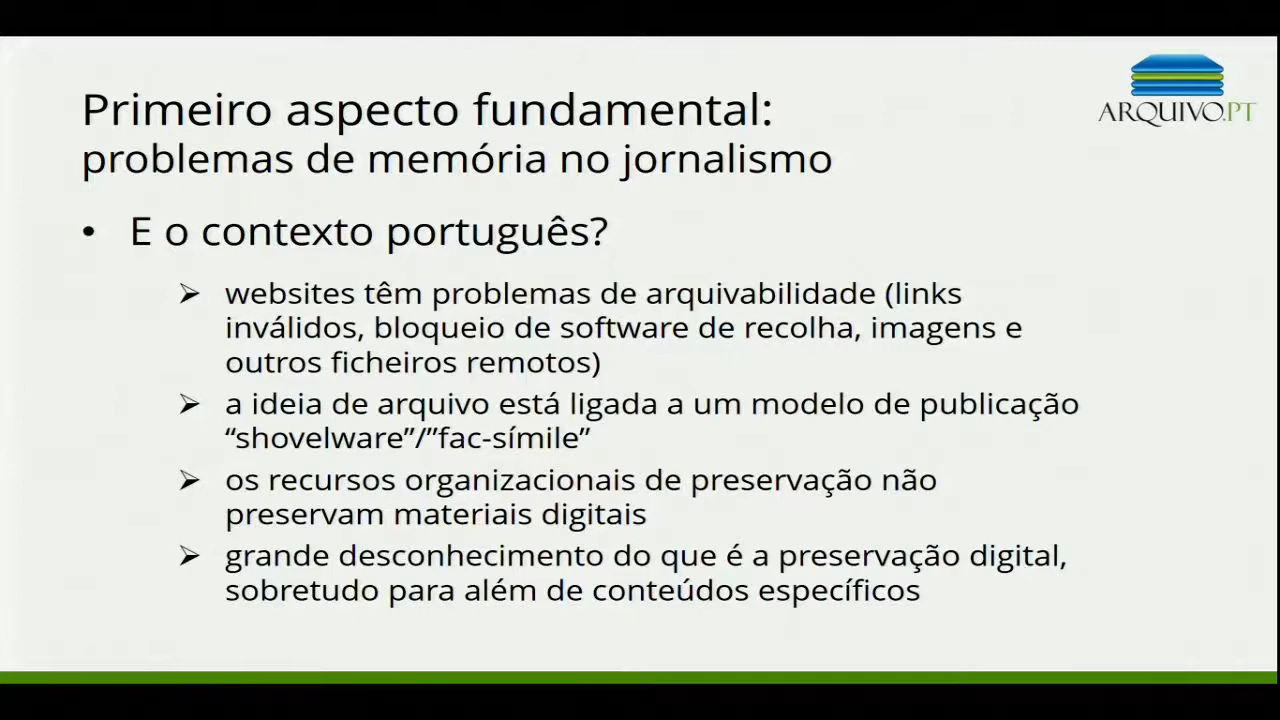 ARQUIVO.PT
Primeiro aspecto fundamental:
problemas de memória no jornalismo
• E o contexto português?
➢ websites têm problemas de arquivabilidade (links
inválidos, bloqueio de software de recolha, imagens e
outros ficheiros remotos)
➢ a ideia de arquivo está ligada a um modelo de publicação
“shovelware”/”fac-símile”
➢ os recursos organizacionais de preservação não
preservam materiais digitais
➢ grande desconhecimento do que é a preservação digital,
sobretudo para além de conteúdos específicos